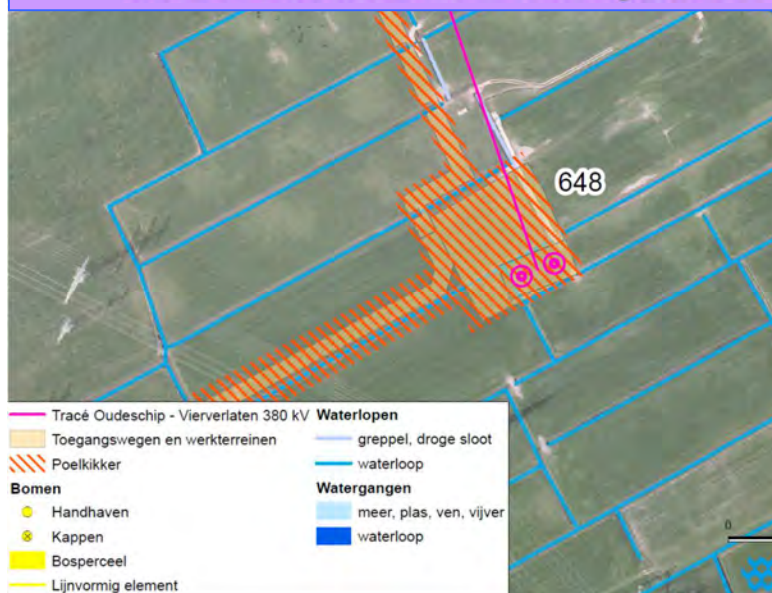 648
Tracé Oudeschip - Vierverlaten 380 kV
Toegangswegen en werkterreinen
Poelkikker
Bomen
Handhaven
Kappen
Bosperceel
Lijnvormig element
Waterlopen
greppel, droge sloot
waterloop
Watergangen
meer, plas, ven, vijver
waterloop
0